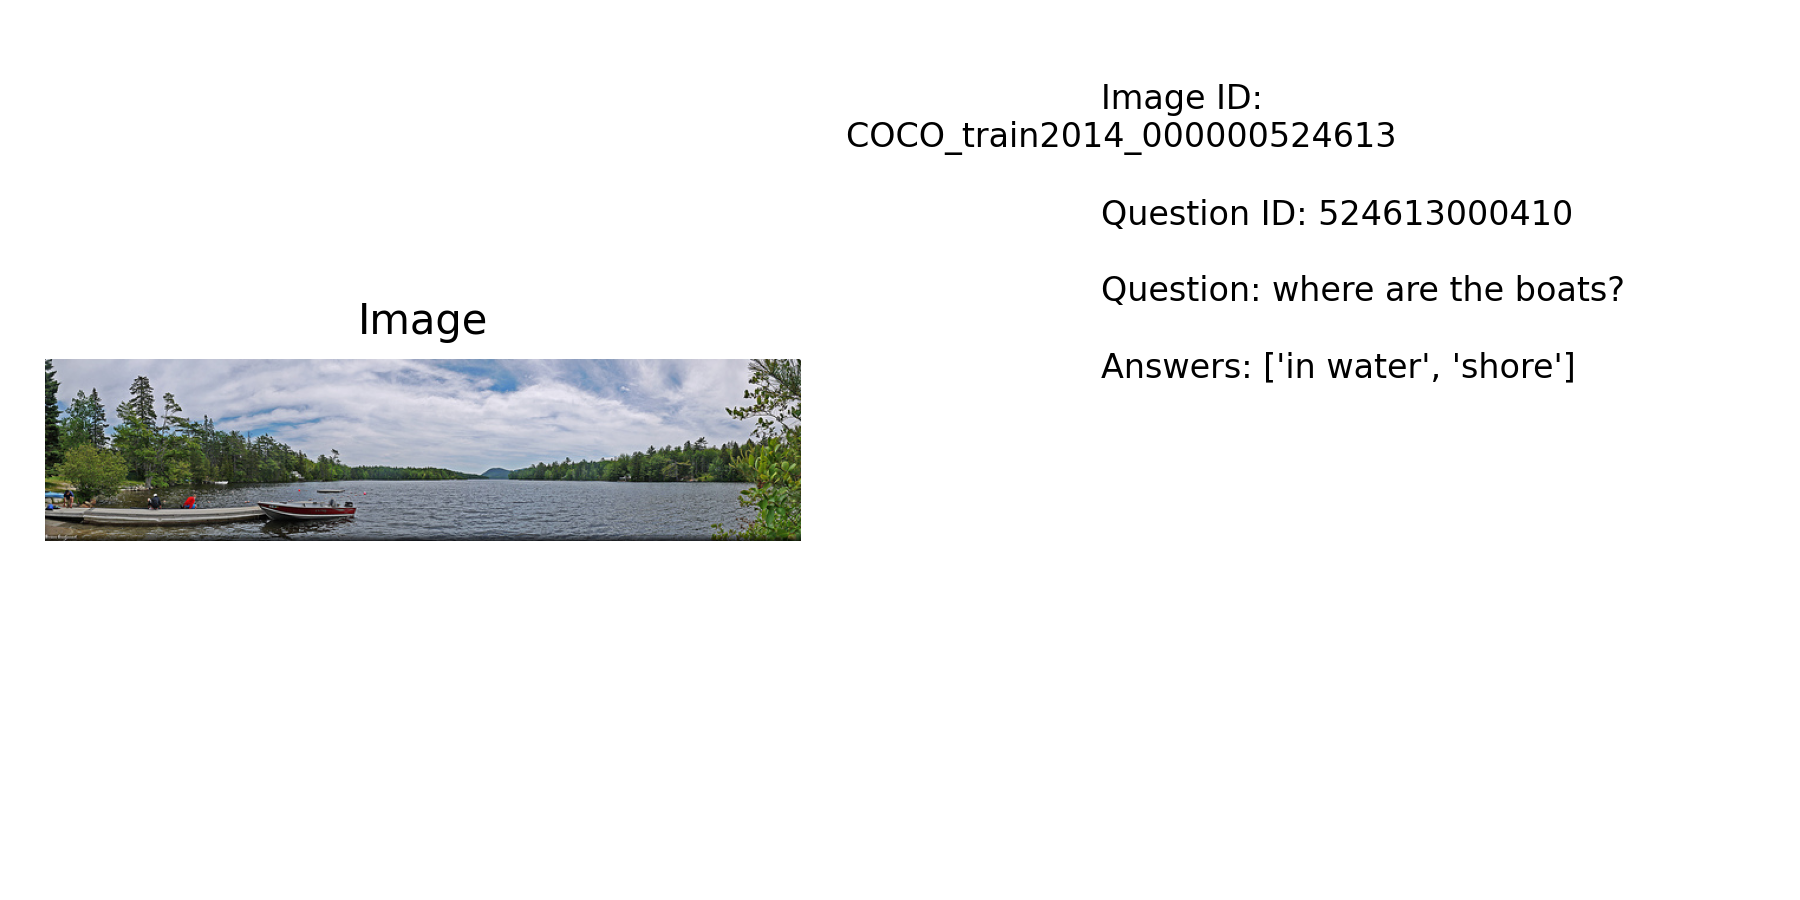 Image ID:
COCO_train2014_000000524613
Question ID: 524613000410
Question: where are the boats?
Answers: ['in water', 'shore']
Image